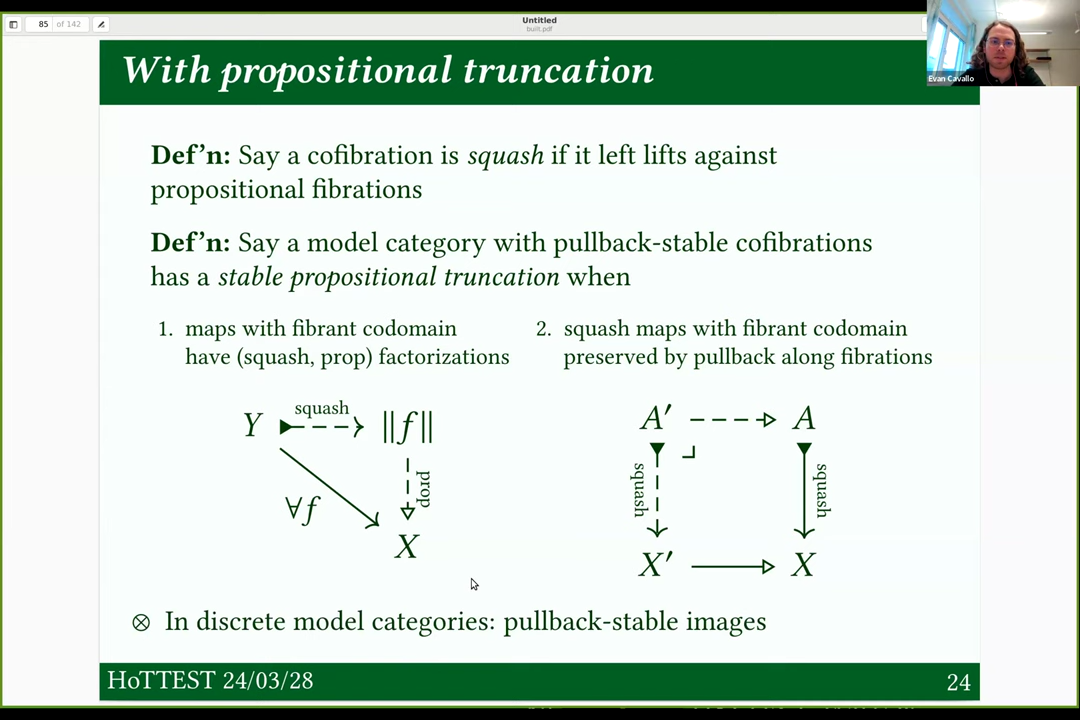 85 of 142
Untitled
built.pdf
Evan Cavallo
With propositional truncation
Def’n: Say a cofibration is squash if it left lifts against
propositional fibrations
Def’n: Say a model category with pullback-stable cofibrations
has a stable propositional truncation when
1. maps with fibrant codomain
have (squash, prop) factorizations
2. squash maps with fibrant codomain
preserved by pullback along fibrations
Y squash ‖f‖
∀f prop
X
A′ A
squash squash
X′ X
⊗ In discrete model categories: pullback-stable images
HoTTEST 24/03/28
24